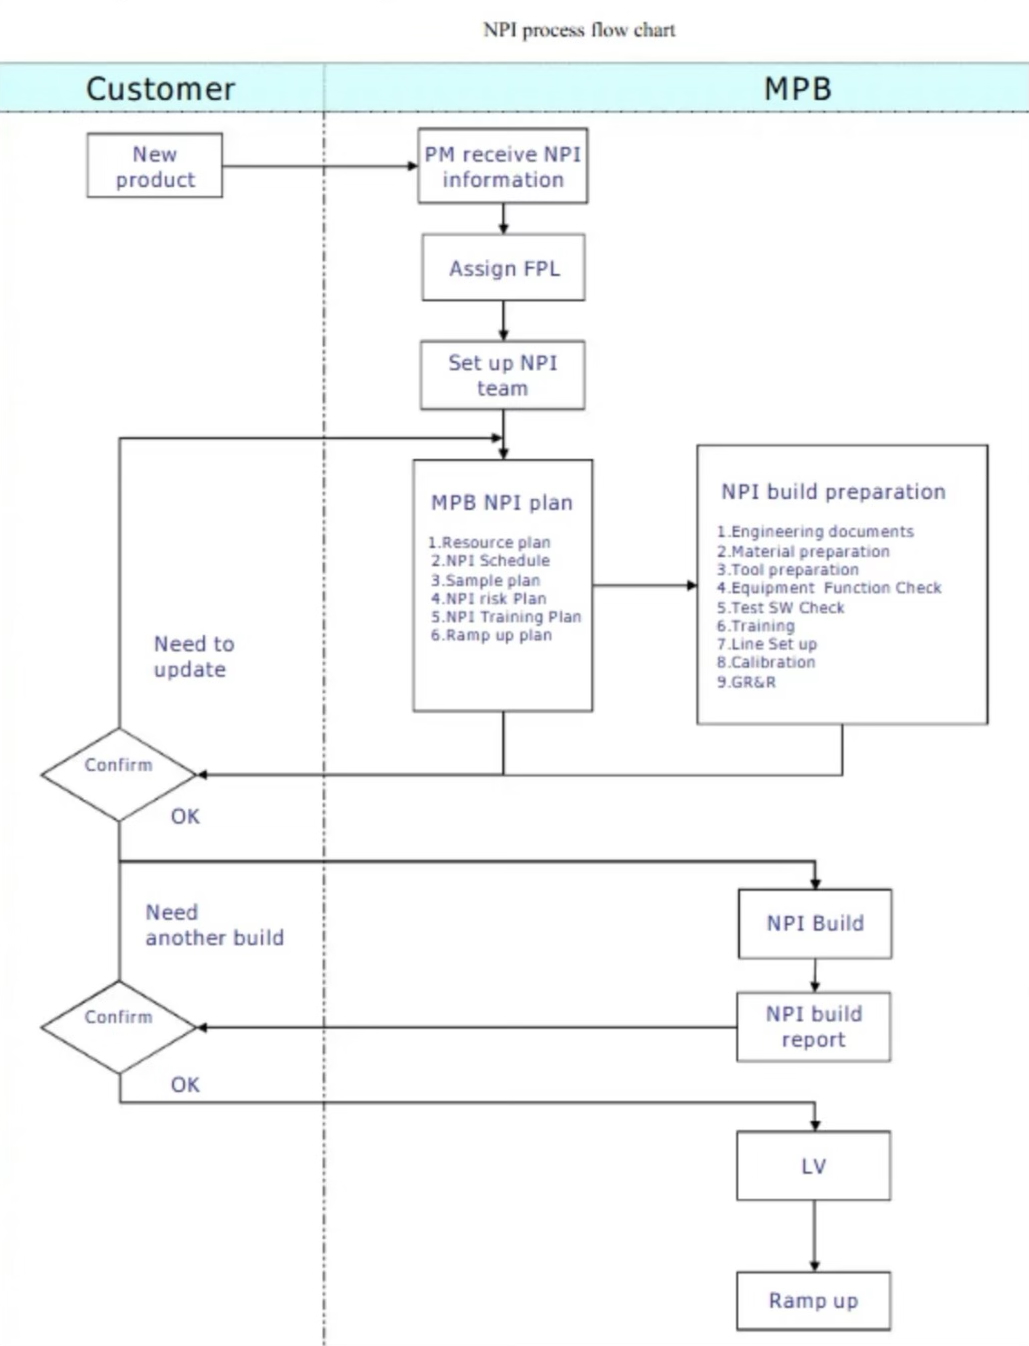 NPI process flow chart
Customer
MPB
New
product
PM receive NPI
information
Assign FPL
Set up NPI
team
MPB NPI plan
1.Resource plan
2.NPI Schedule
3.Sample plan
4.NPI risk Plan
5.NPI Training Plan
6.Ramp up plan
NPI build preparation
1.Engineering documents
2.Material preparation
3.Tool preparation
4.Equipment Function Check
5.Test SW Check
6.Training
7.Line Set up
8.Calibration
9.GR&R
Need to
update
Confirm
OK
NPI Build
Need
another build
NPI build
report
Confirm
OK
LV
Ramp up